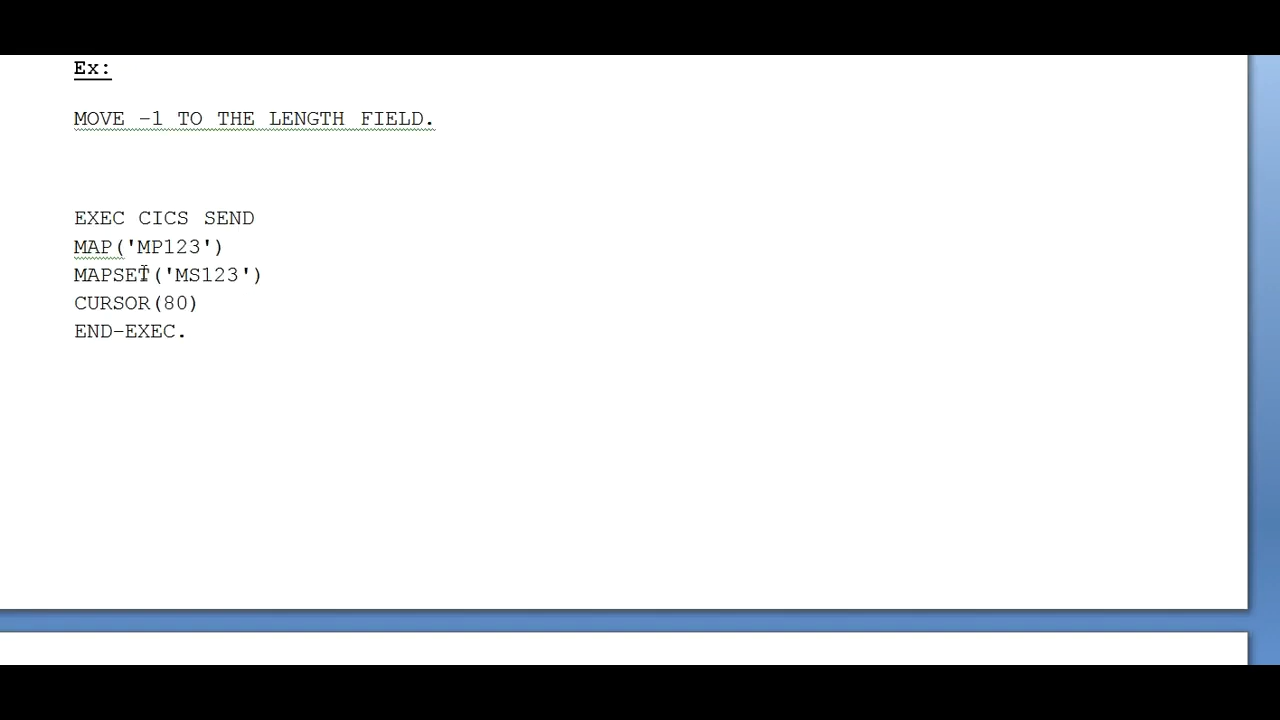 Ex:
MOVE -1 TO THE LENGTH FIELD.
EXEC CICS SEND
MAP('MP123')
MAPSET('MS123')
CURSOR(80)
END-EXEC.